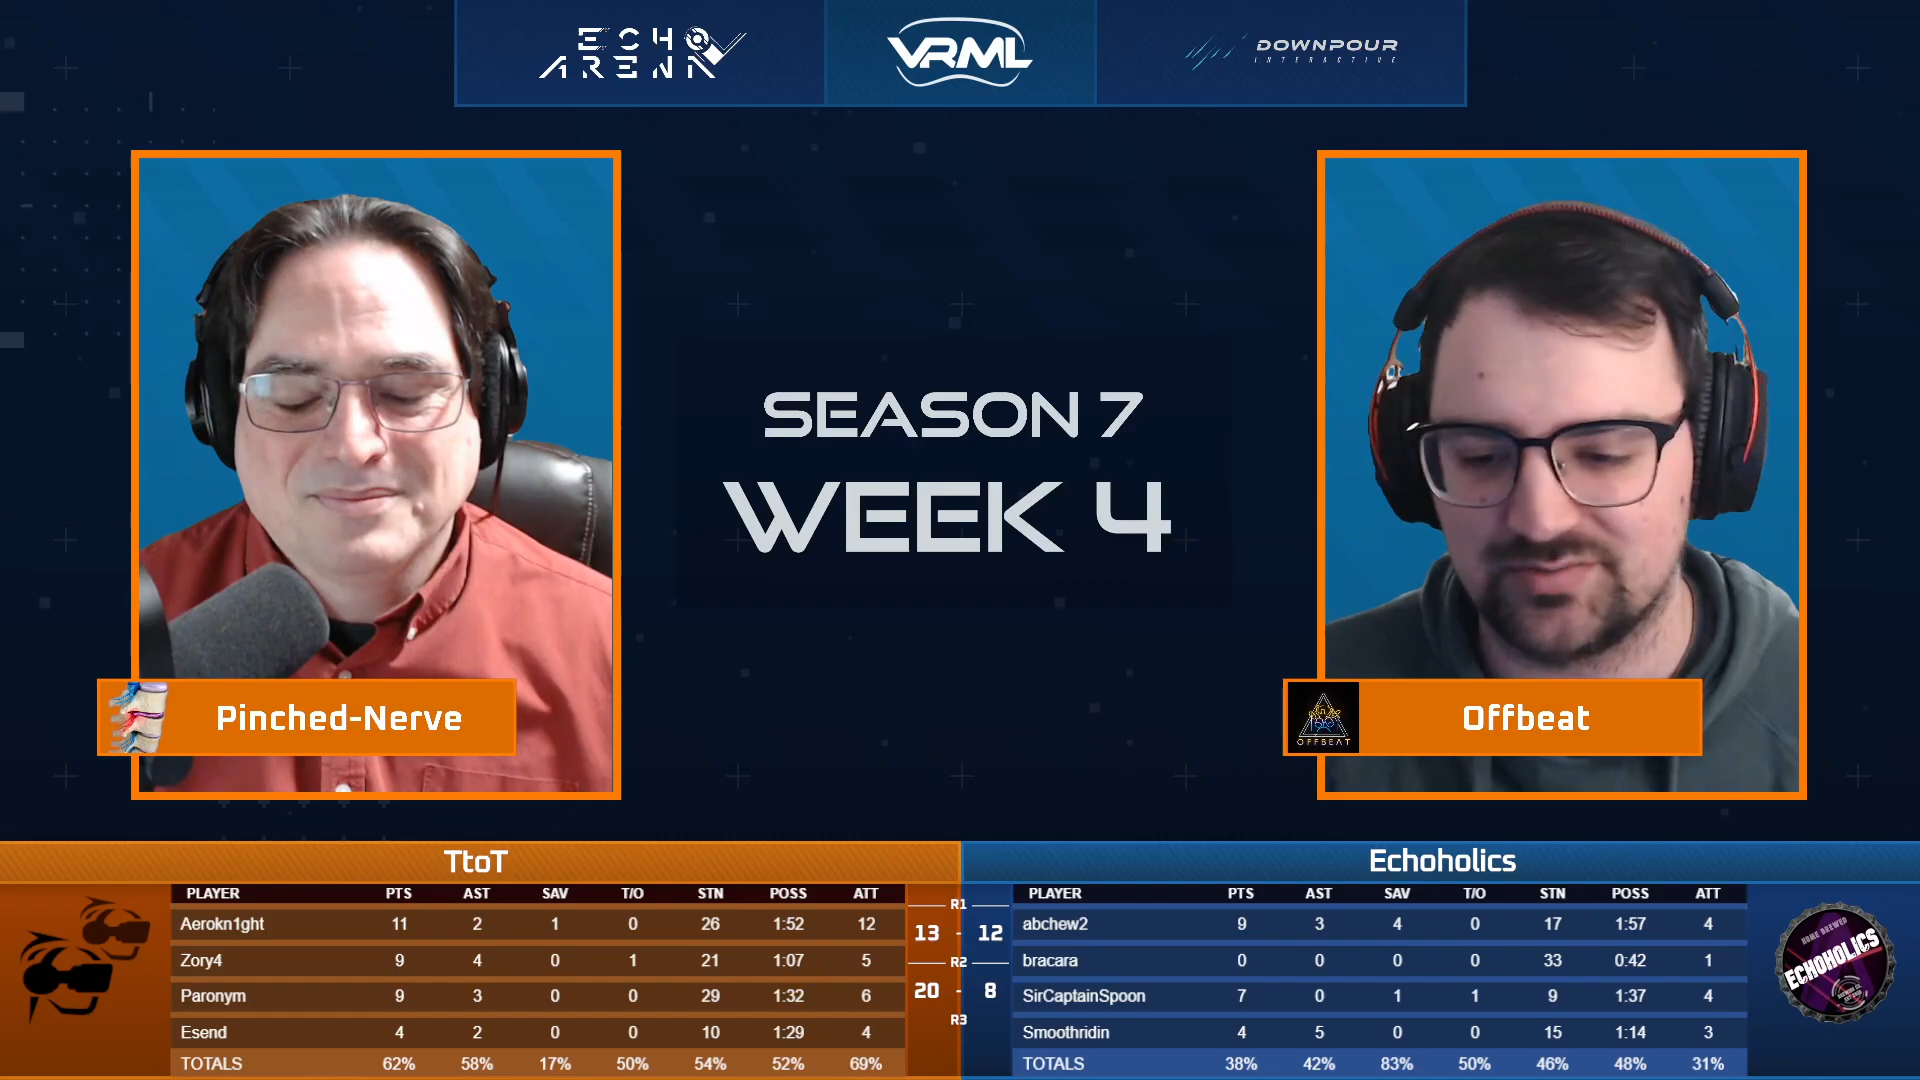 ECHO ARENA
VRML
DOWNPOUR
INTERACTIVE
SEASON 7
WEEK 4
Pinched-Nerve
OFFBEAT
Offbeat
TtoT
Echoholics
PLAYER PTS AST SAV T/O STN POSS ATT
Aerokn1ght 11 2 1 0 26 1:52 12
Zory4 9 4 0 1 21 1:07 5
Paronym 9 3 0 0 29 1:32 6
Esend 4 2 0 0 10 1:29 4
TOTALS 62% 58% 17% 50% 54% 52% 69%
R1
13 - 12
R2
20 - 8
R3
PLAYER PTS AST SAV T/O STN POSS ATT
abchew2 9 3 4 0 17 1:57 4
bracara 0 0 0 0 33 0:42 1
SirCaptainSpoon 7 0 1 1 9 1:37 4
Smoothridin 4 5 0 0 15 1:14 3
TOTALS 38% 42% 83% 50% 46% 48% 31%
HOME BREWED
ECHOHOLICS